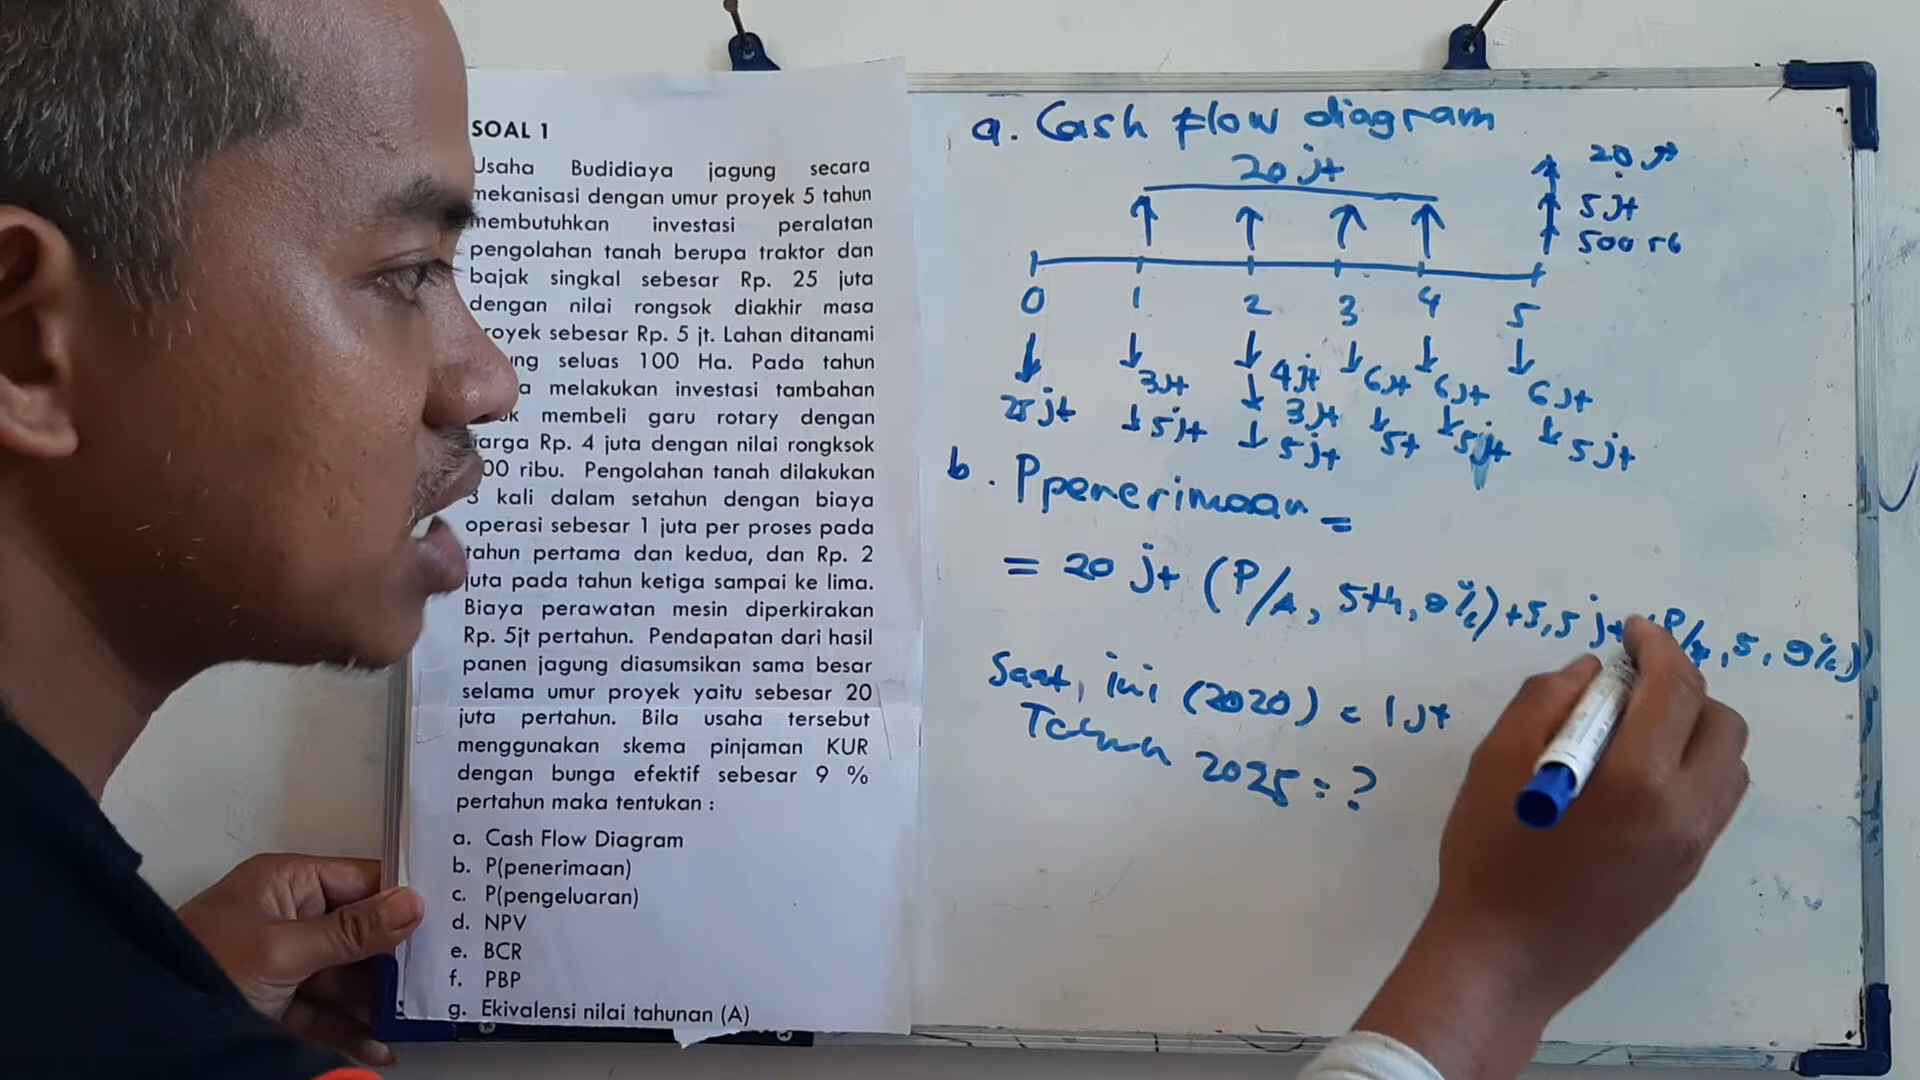 SOAL 1
Usaha Budidiaya jagung secara
mekanisasi dengan umur proyek 5 tahun
membutuhkan investasi peralatan
pengolahan tanah berupa traktor dan
bajak singkal sebesar Rp. 25 juta
dengan nilai rongsok diakhir masa
royek sebesar Rp. 5 jt. Lahan ditanami
ng seluas 100 Ha. Pada tahun
a melakukan investasi tambahan
k membeli garu rotary dengan
arga Rp. 4 juta dengan nilai rongksok
00 ribu. Pengolahan tanah dilakukan
3 kali dalam setahun dengan biaya
operasi sebesar 1 juta per proses pada
tahun pertama dan kedua, dan Rp. 2
juta pada tahun ketiga sampai ke lima.
Biaya perawatan mesin diperkirakan
Rp. 5jt pertahun. Pendapatan dari hasil
panen jagung diasumsikan sama besar
selama umur proyek yaitu sebesar 20
juta pertahun. Bila usaha tersebut
menggunakan skema pinjaman KUR
dengan bunga efektif sebesar 9 %
pertahun maka tentukan :
a. Cash Flow Diagram
b. P(penerimaan)
c. P(pengeluaran)
d. NPV
e. BCR
f. PBP
g. Ekivalensi nilai tahunan (A)
a. Cash flow diagram
20 jt
20 jt
5 jt
500 rb
0 1 2 3 4 5
25 jt 3 jt 4 jt 6 jt 6 jt 6 jt
5 jt 3 jt 5 t 5 jt 5 jt
5 jt
b. Ppenerimaan =
= 20 jt (P/A, 5th, 9%) + 5,5 jt (P/ , 5, 9%)
Saat, ini (2020) = 1 jt
Tahun 2025 = ?